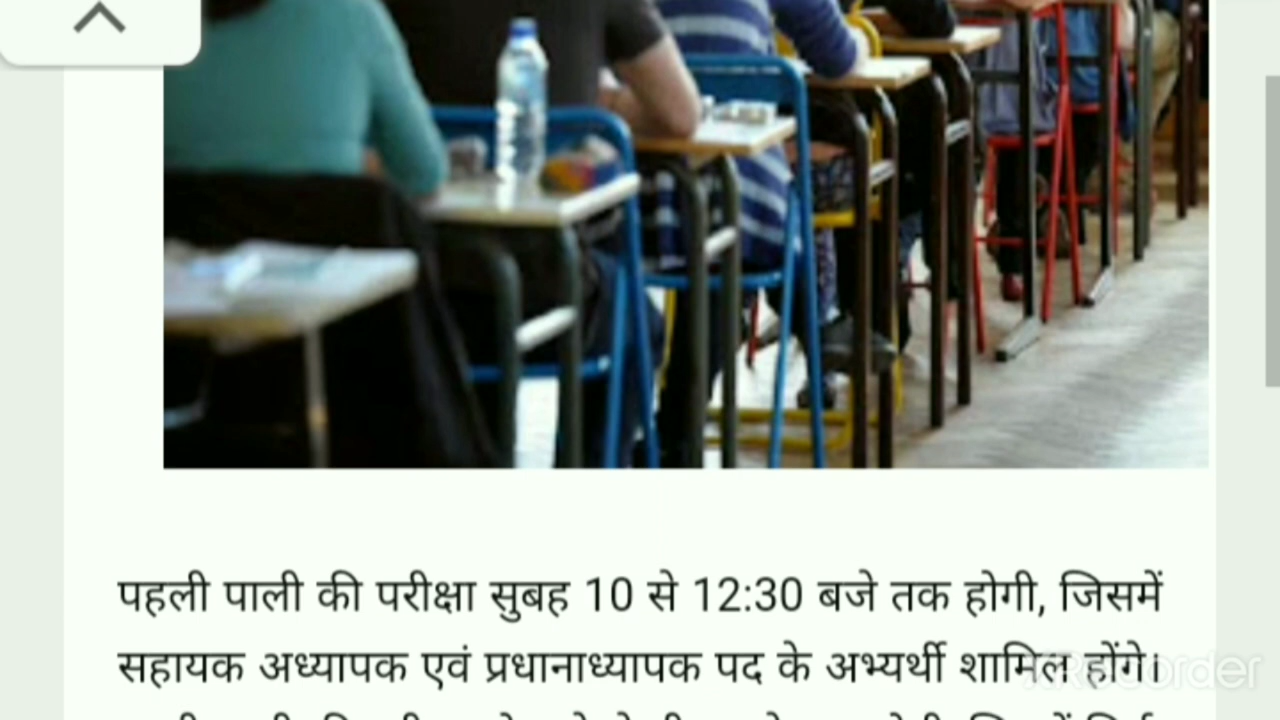 पहली पाली की परीक्षा सुबह 10 से 12:30 बजे तक होगी, जिसमें
सहायक अध्यापक एवं प्रधानाध्यापक पद के अभ्यर्थी शामिल होंगे।
XRecorder